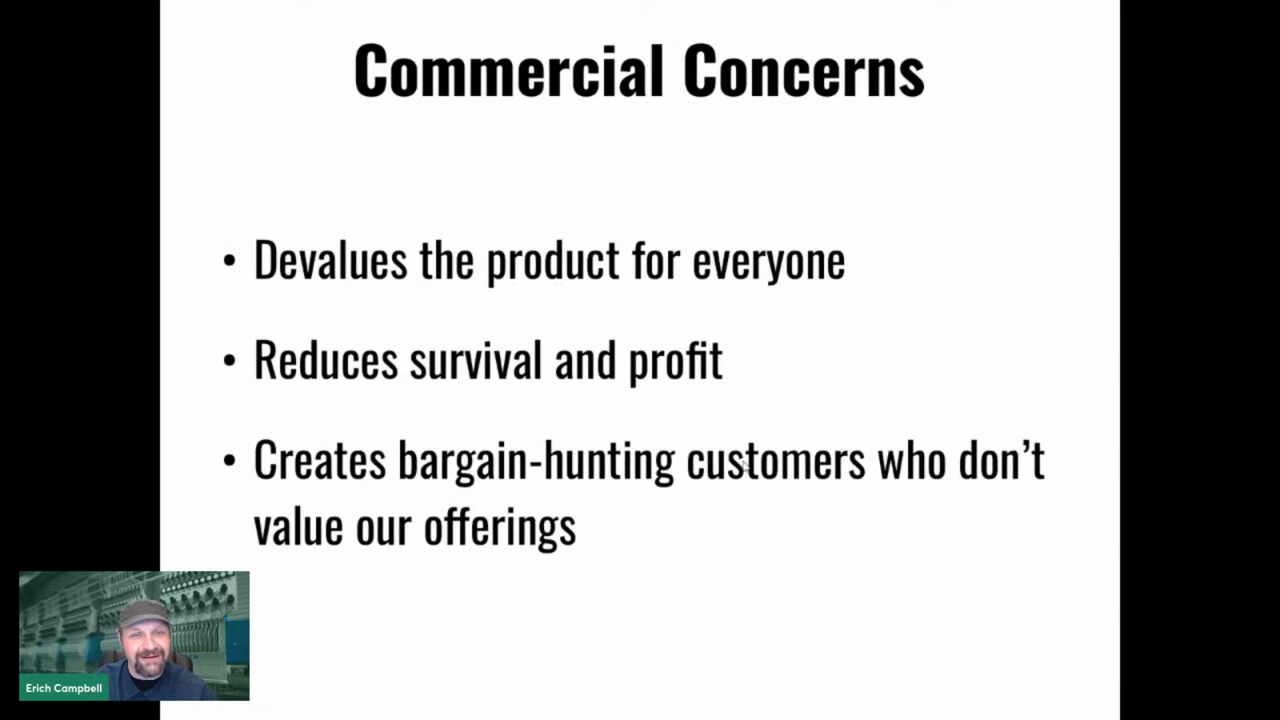 Commercial Concerns
• Devalues the product for everyone
• Reduces survival and profit
• Creates bargain-hunting customers who don’t
value our offerings
Erich Campbell